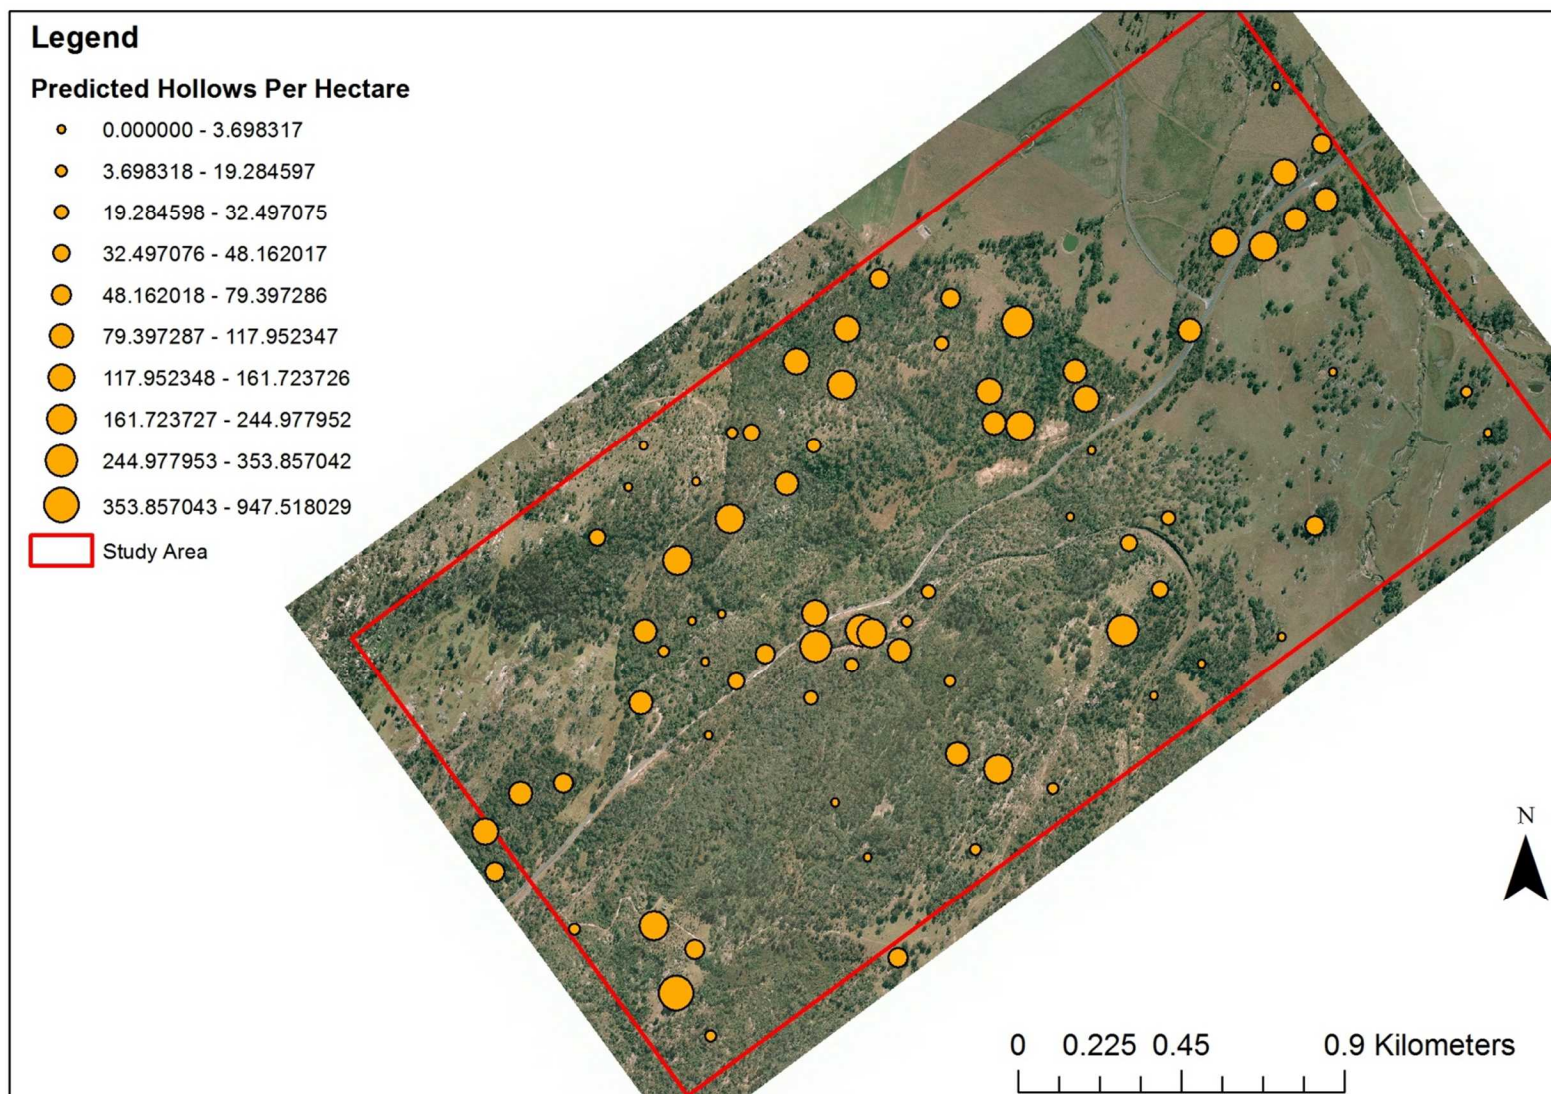 Legend
Predicted Hollows Per Hectare
0.000000 - 3.698317
3.698318 - 19.284597
19.284598 - 32.497075
32.497076 - 48.162017
48.162018 - 79.397286
79.397287 - 117.952347
117.952348 - 161.723726
161.723727 - 244.977952
244.977953 - 353.857042
353.857043 - 947.518029
Study Area
N
0 0.225 0.45 0.9 Kilometers